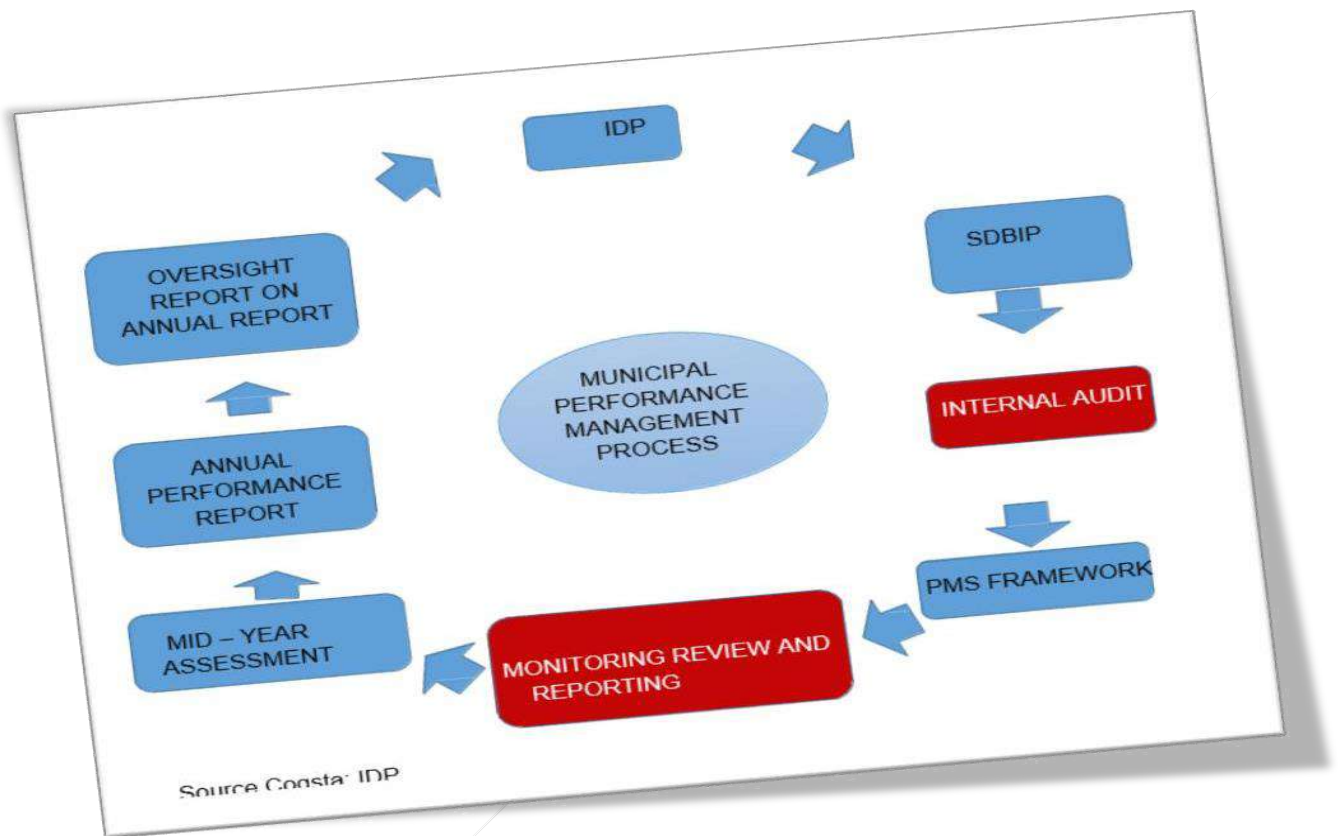 IDP
SDBIP
INTERNAL AUDIT
PMS FRAMEWORK
MONITORING REVIEW AND
REPORTING
MID – YEAR
ASSESSMENT
ANNUAL
PERFORMANCE
REPORT
OVERSIGHT
REPORT ON
ANNUAL REPORT
MUNICIPAL
PERFORMANCE
MANAGEMENT
PROCESS
Source Cogsta: IDP